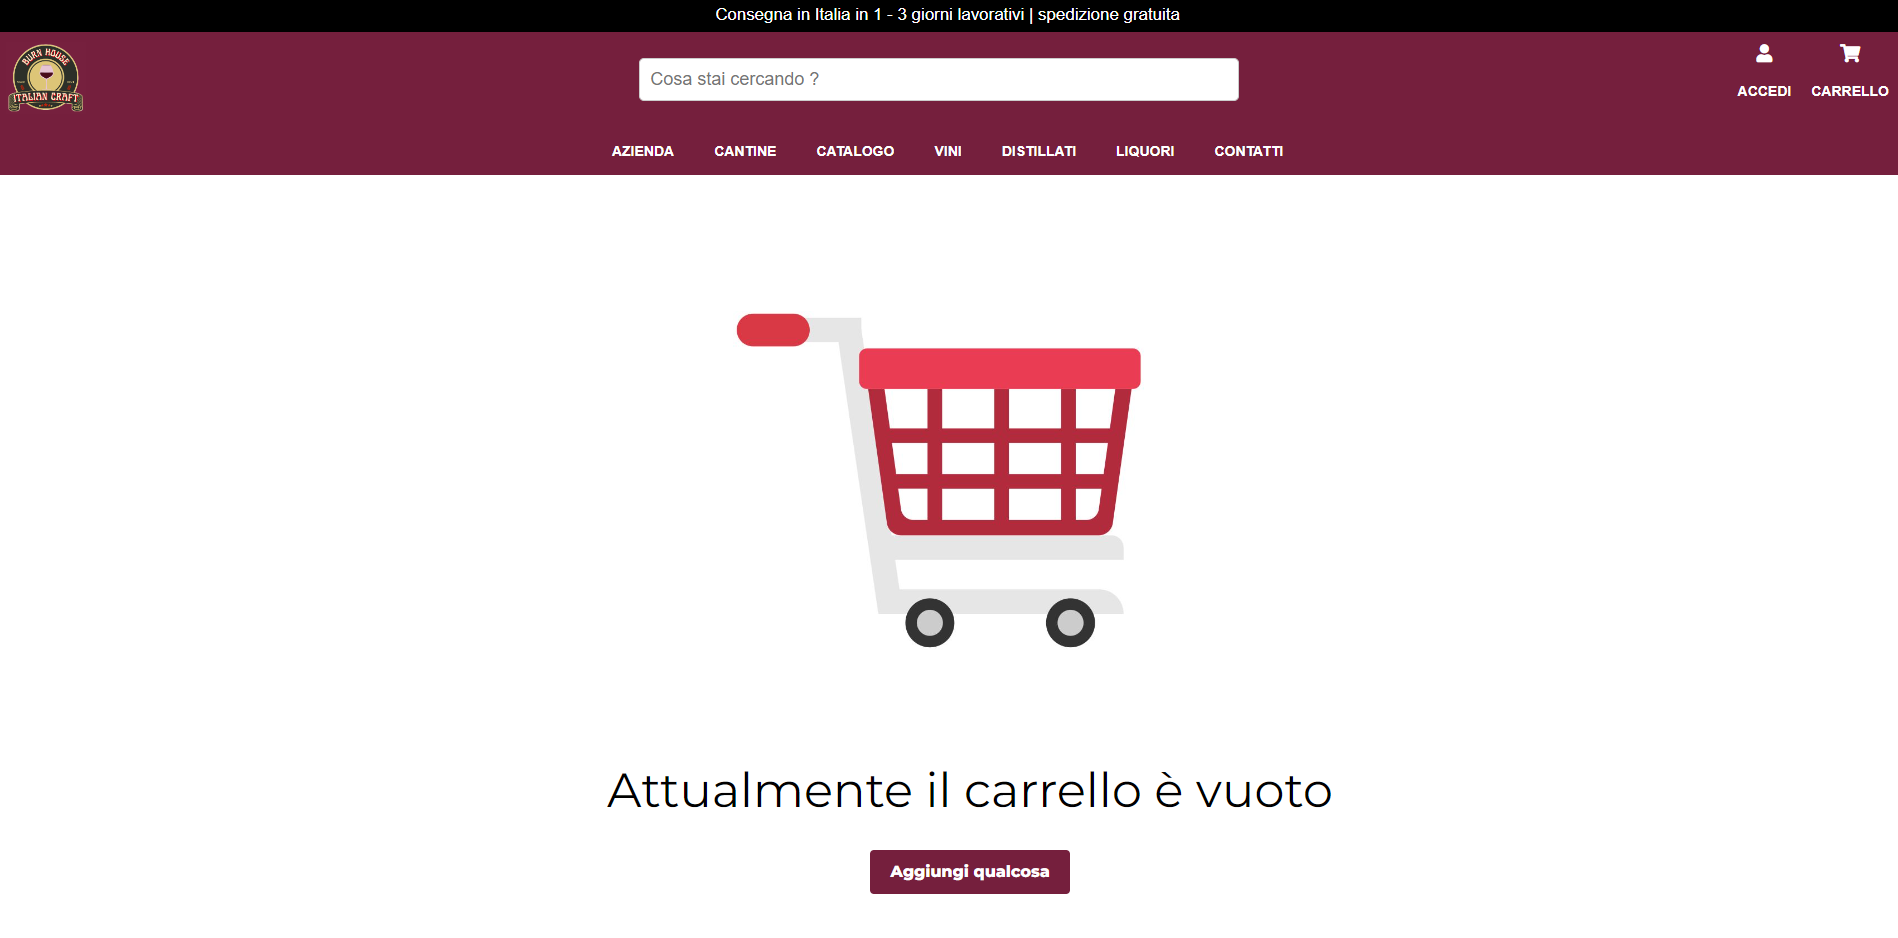 Consegna in Italia in 1 - 3 giorni lavorativi | spedizione gratuita
BURN HOUSE
ITALIAN CRAFT
Cosa stai cercando ?
ACCEDI
CARRELLO
AZIENDA
CANTINE
CATALOGO
VINI
DISTILLATI
LIQUORI
CONTATTI
Attualmente il carrello è vuoto
Aggiungi qualcosa